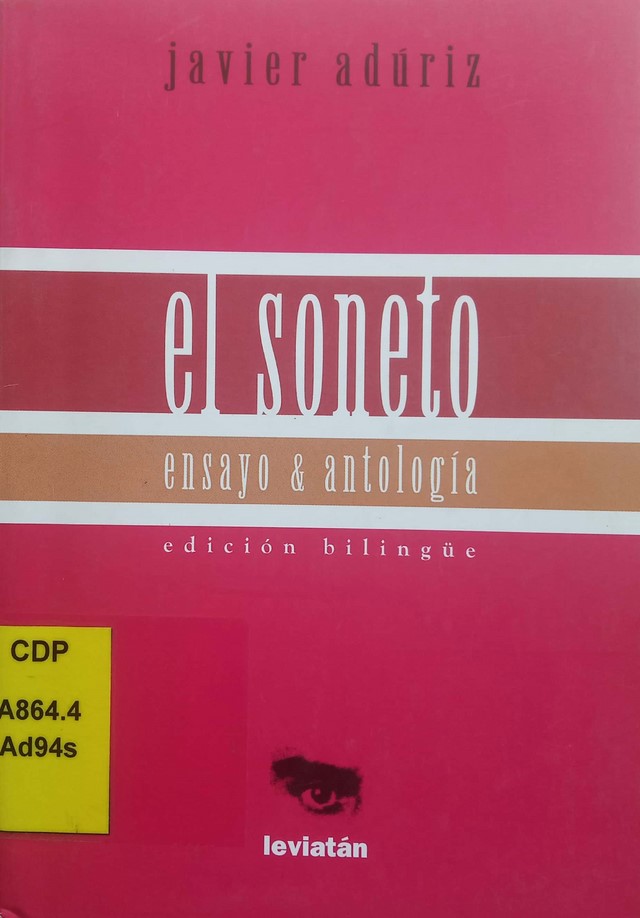 javier adúriz
el soneto
ensayo & antología
edición bilingüe
CDP
A864.4
Ad94s
leviatán